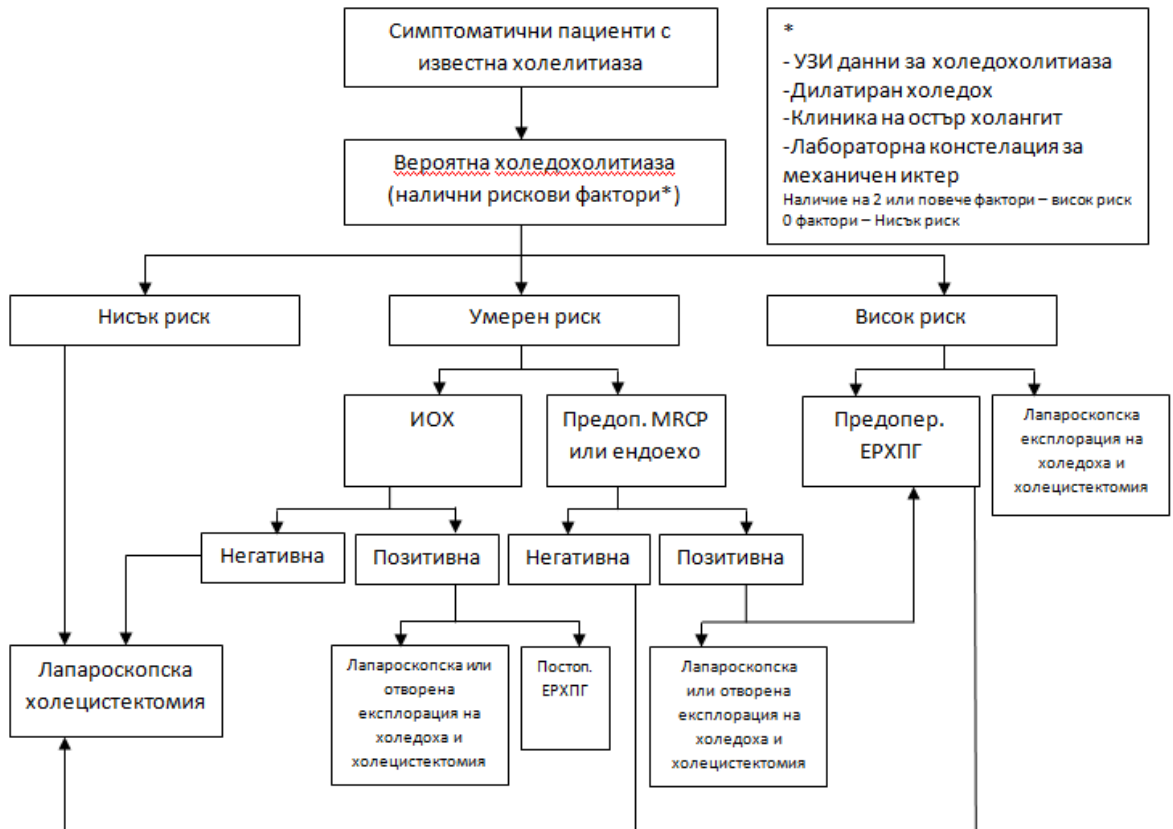 Симптоматични пациенти с
известна холелитиаза
*
- УЗИ данни за холедохолитиаза
-Дилатиран холедох
-Клиника на остър холангит
-Лабораторна констелация за
механичен иктер
Наличие на 2 или повече фактори – висок риск
0 фактори – Нисък риск
Вероятна холедохолитиаза
(налични рискови фактори*)
Нисък риск
Умерен риск
Висок риск
ИОХ
Предоп. MRCP
или ендоехо
Предопер.
ЕРХПГ
Лапароскопска
експлорация на
холедоха и
холецистектомия
Негативна
Позитивна
Негативна
Позитивна
Лапароскопска
холецистектомия
Лапароскопска или
отворена
експлорация на
холедоха и
холецистектомия
Постоп.
ЕРХПГ
Лапароскопска
или отворена
експлорация на
холедоха и
холецистектомия